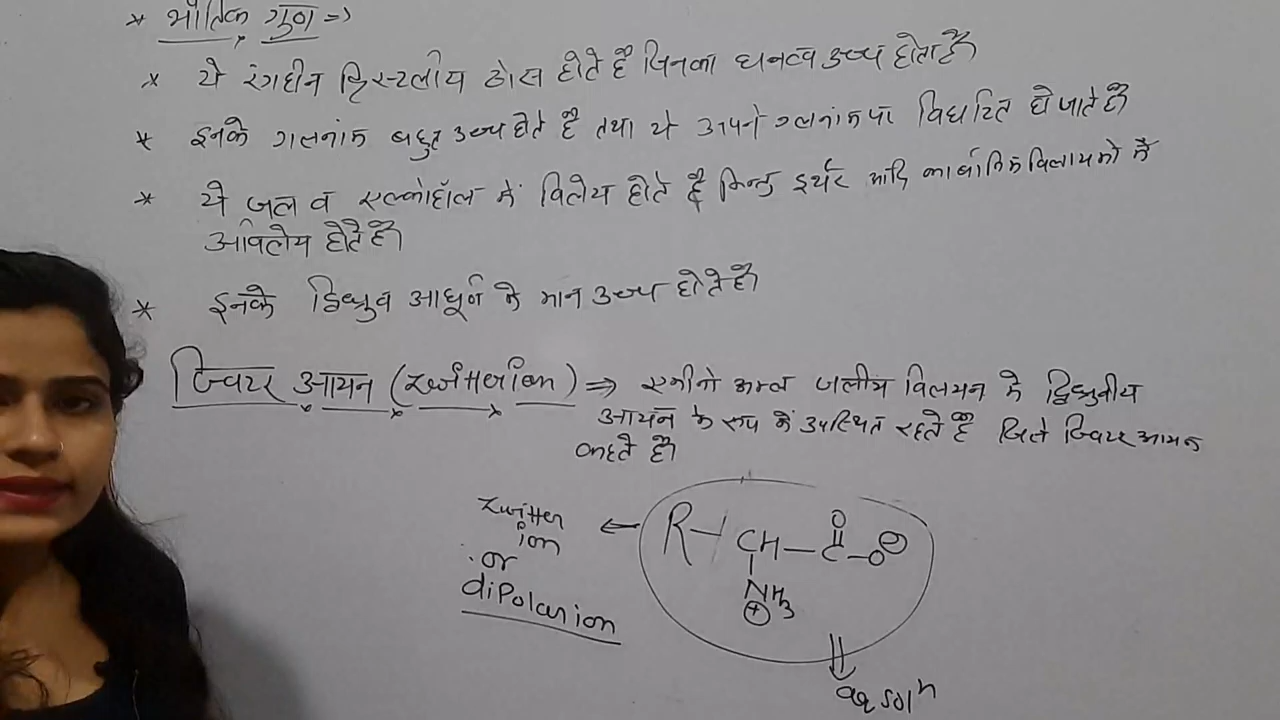 * भौतिक गुण =>
* ये रंगहीन क्रिस्टलीय ठोस होते हैं जिनका घनत्व उच्च होता है।
* इनके गलनांक बहुत उच्च होते हैं तथा ये अपने गलनांक पर विघटित हो जाते हैं।
* ये जल व एल्कोहॉल में विलेय होते हैं किन्तु ईथर आदि कार्बनिक विलायकों में
अविलेय होते हैं।
* इनके द्विध्रुव आघूर्ण के मान उच्च होते हैं।
ज्विटर आयन (zwitterion) => एमीनो अम्ल जलीय विलयन में द्विध्रुवीय
आयन के रूप में उपस्थित रहते हैं जिसे ज्विटर आयन
कहते हैं।
zwitter ← R–CH–C–O⊖
ion O
or NH3
dipolar ion ⊕
aq solⁿ